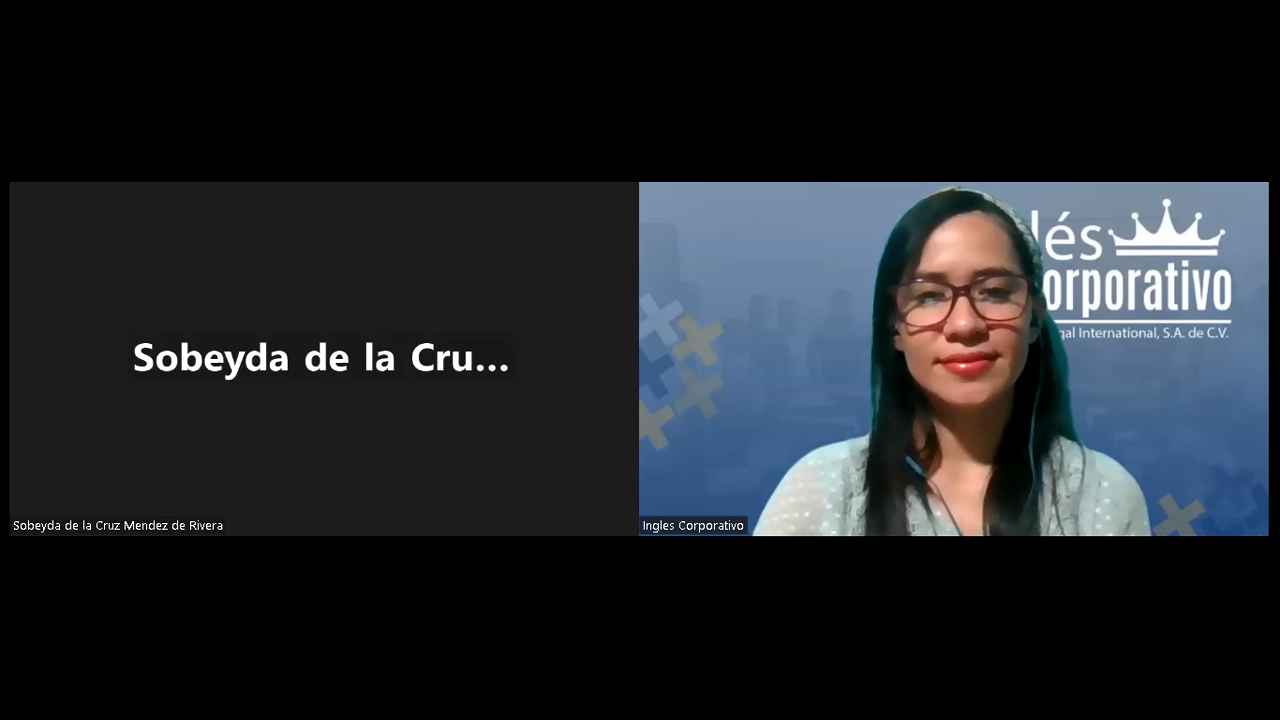 Sobeyda de la Cru...
Sobeyda de la Cruz Mendez de Rivera
lés
orporativo
gal International, S.A. de C.V.
Ingles Corporativo